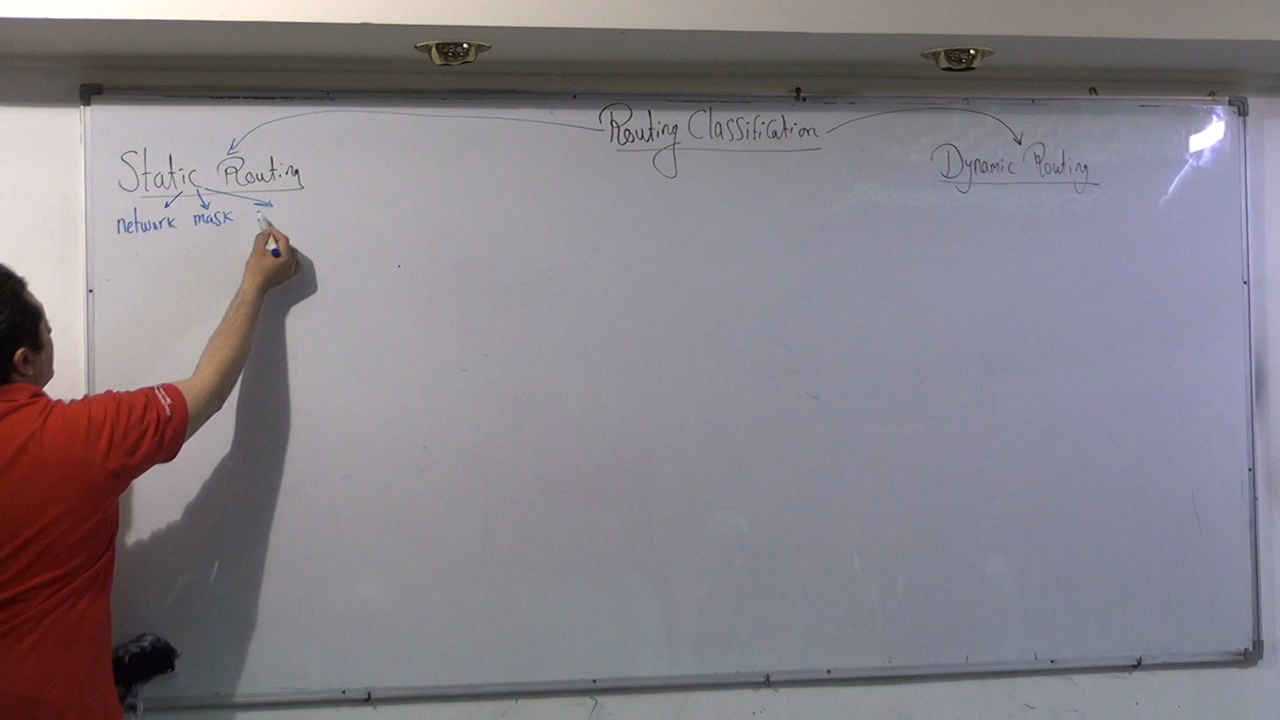 Routing Classification
Static Routing
Dynamic Routing
network mask